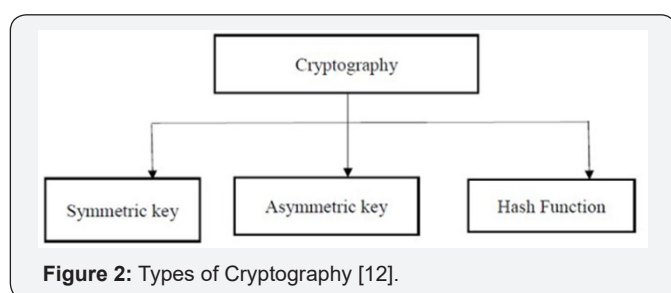 Cryptography
Symmetric key
Asymmetric key
Hash Function
Figure 2: Types of Cryptography [12].